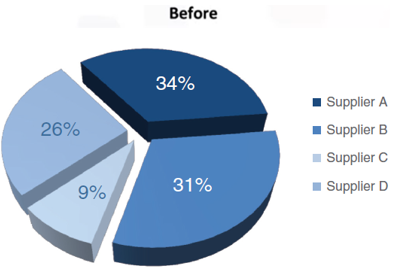 Before
34%
Supplier A
26%
Supplier B
Supplier C
9%
31%
Supplier D